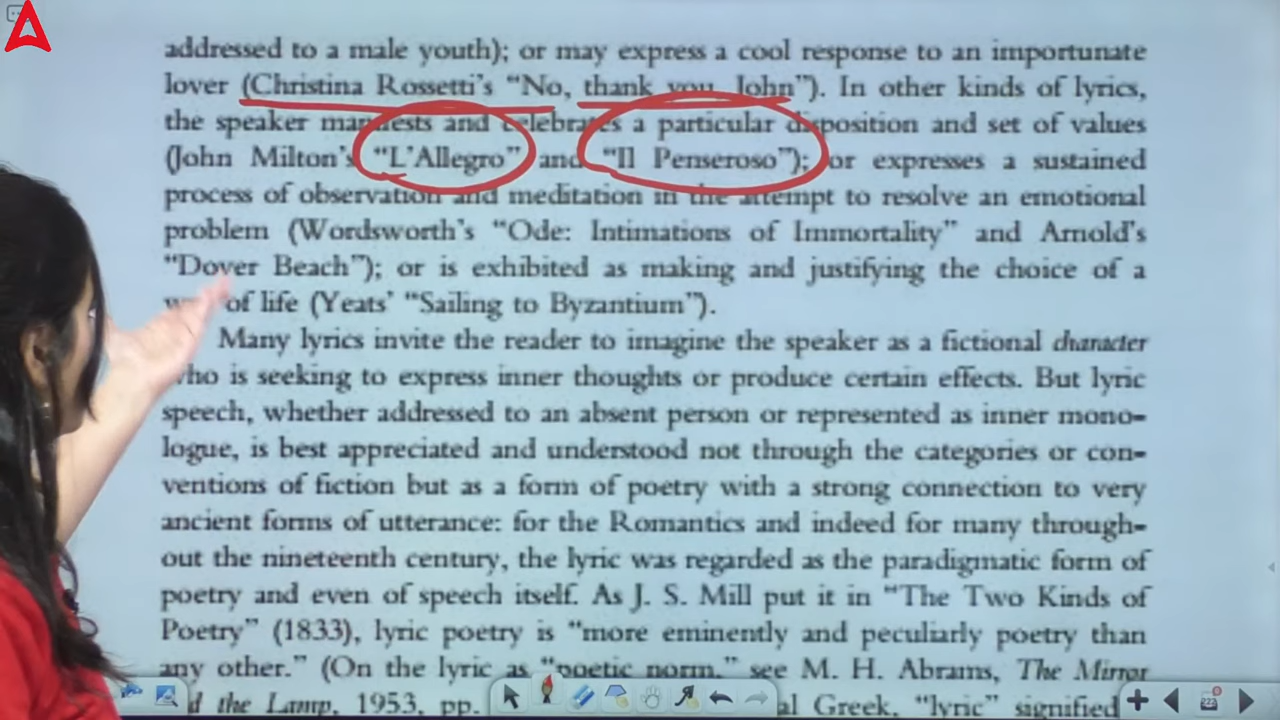 addressed to a male youth); or may express a cool response to an importunate
lover (Christina Rossetti's "No, thank you, John"). In other kinds of lyrics,
the speaker manifests and celebrates a particular disposition and set of values
(John Milton's "L'Allegro" and "Il Penseroso"); or expresses a sustained
process of observation and meditation in the attempt to resolve an emotional
problem (Wordsworth's "Ode: Intimations of Immortality" and Arnold's
"Dover Beach"); or is exhibited as making and justifying the choice of a
of life (Yeats' "Sailing to Byzantium").
Many lyrics invite the reader to imagine the speaker as a fictional character
who is seeking to express inner thoughts or produce certain effects. But lyric
speech, whether addressed to an absent person or represented as inner mono-
logue, is best appreciated and understood not through the categories or con-
ventions of fiction but as a form of poetry with a strong connection to very
ancient forms of utterance: for the Romantics and indeed for many through-
out the nineteenth century, the lyric was regarded as the paradigmatic form of
poetry and even of speech itself. As J. S. Mill put it in "The Two Kinds of
Poetry" (1833), lyric poetry is "more eminently and peculiarly poetry than
any other." (On the lyric as "poetic norm," see M. H. Abrams, The Mirror
the Lamp, 1953, pp. Greek, "lyric" signified